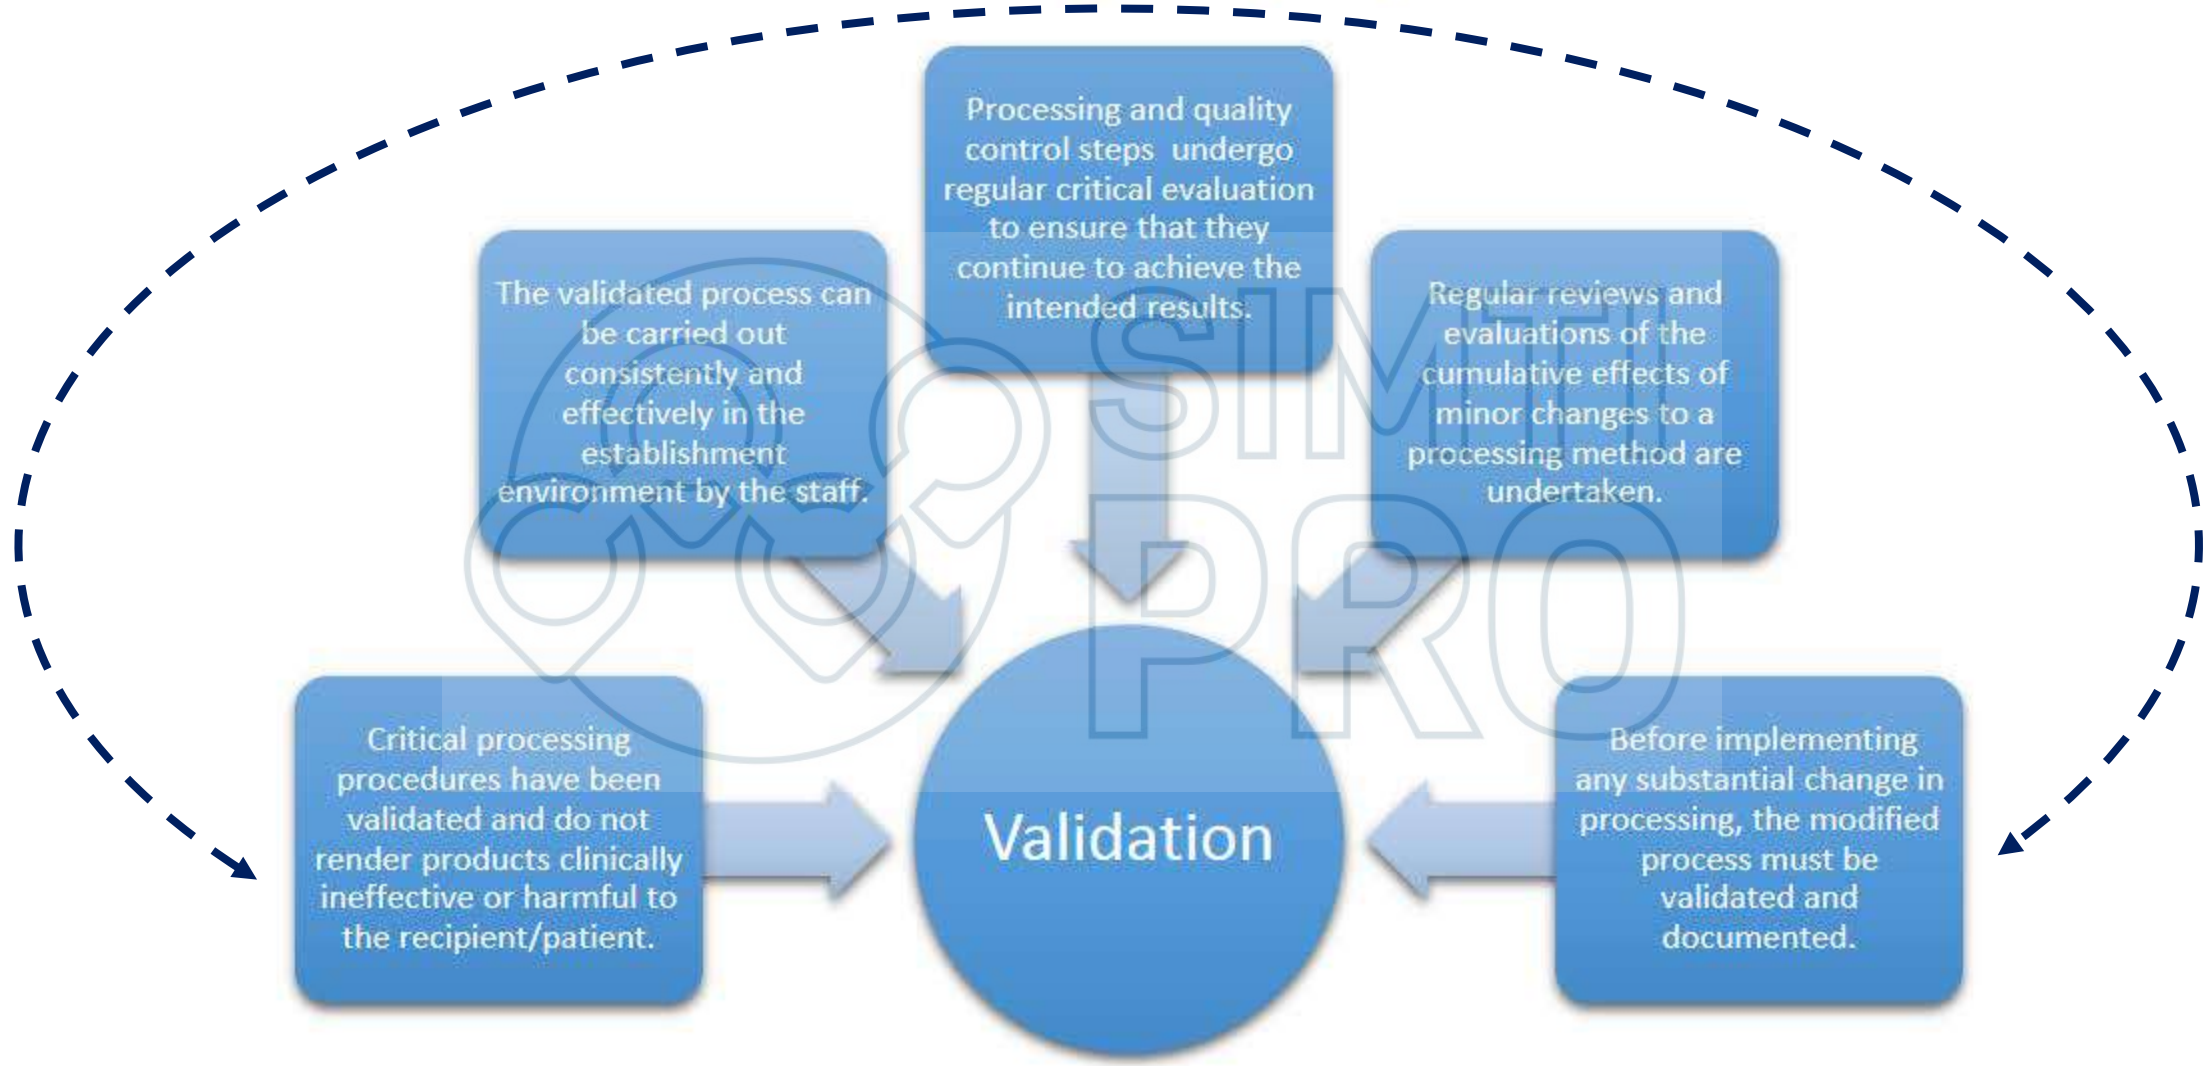 Processing and quality
control steps undergo
regular critical evaluation
to ensure that they
continue to achieve the
intended results.
The validated process can
be carried out
consistently and
effectively in the
establishment
environment by the staff.
Regular reviews and
evaluations of the
cumulative effects of
minor changes to a
processing method are
undertaken.
SIMTI
PRO
Critical processing
procedures have been
validated and do not
render products clinically
ineffective or harmful to
the recipient/patient.
Validation
Before implementing
any substantial change in
processing, the modified
process must be
validated and
documented.